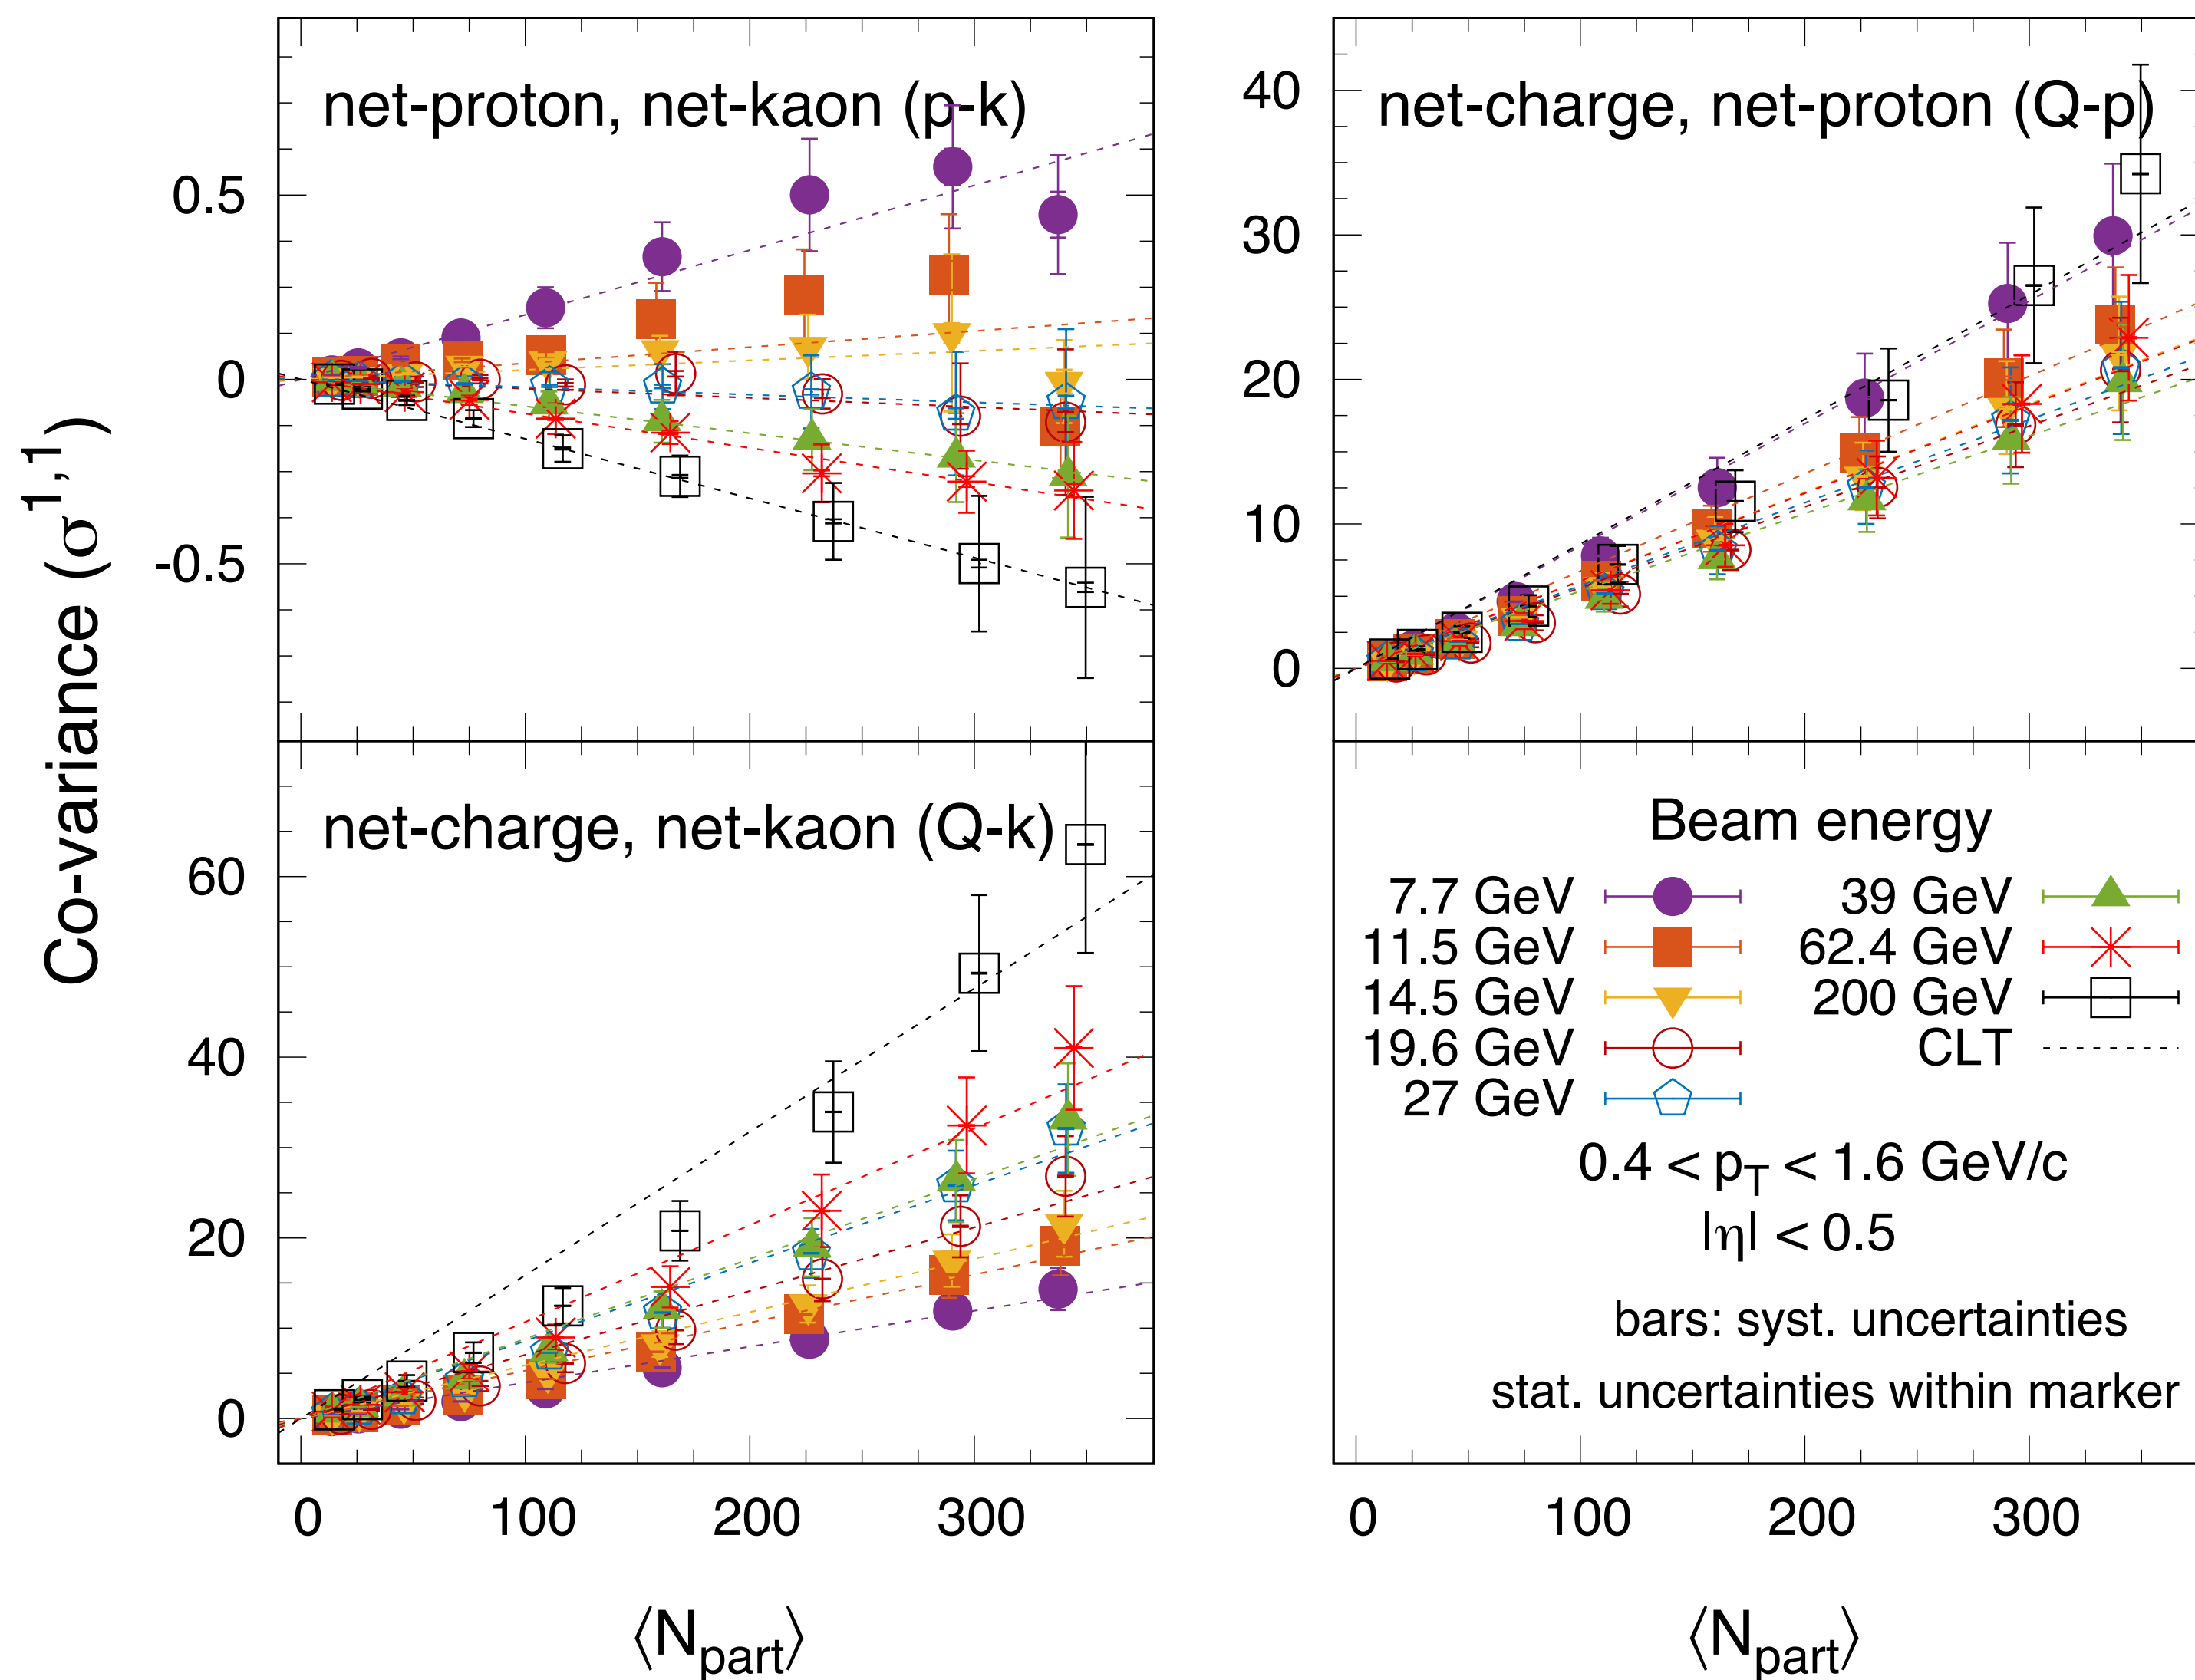 Co-variance (σ1,1)
net-proton, net-kaon (p-k)
0.5
0
-0.5
net-charge, net-proton (Q-p)
40
30
20
10
0
net-charge, net-kaon (Q-k)
60
40
20
0
0 100 200 300
⟨Npart⟩
Beam energy
7.7 GeV
11.5 GeV
14.5 GeV
19.6 GeV
27 GeV
39 GeV
62.4 GeV
200 GeV
CLT
0.4 < pT < 1.6 GeV/c
|η| < 0.5
bars: syst. uncertainties
stat. uncertainties within marker
0 100 200 300
⟨Npart⟩